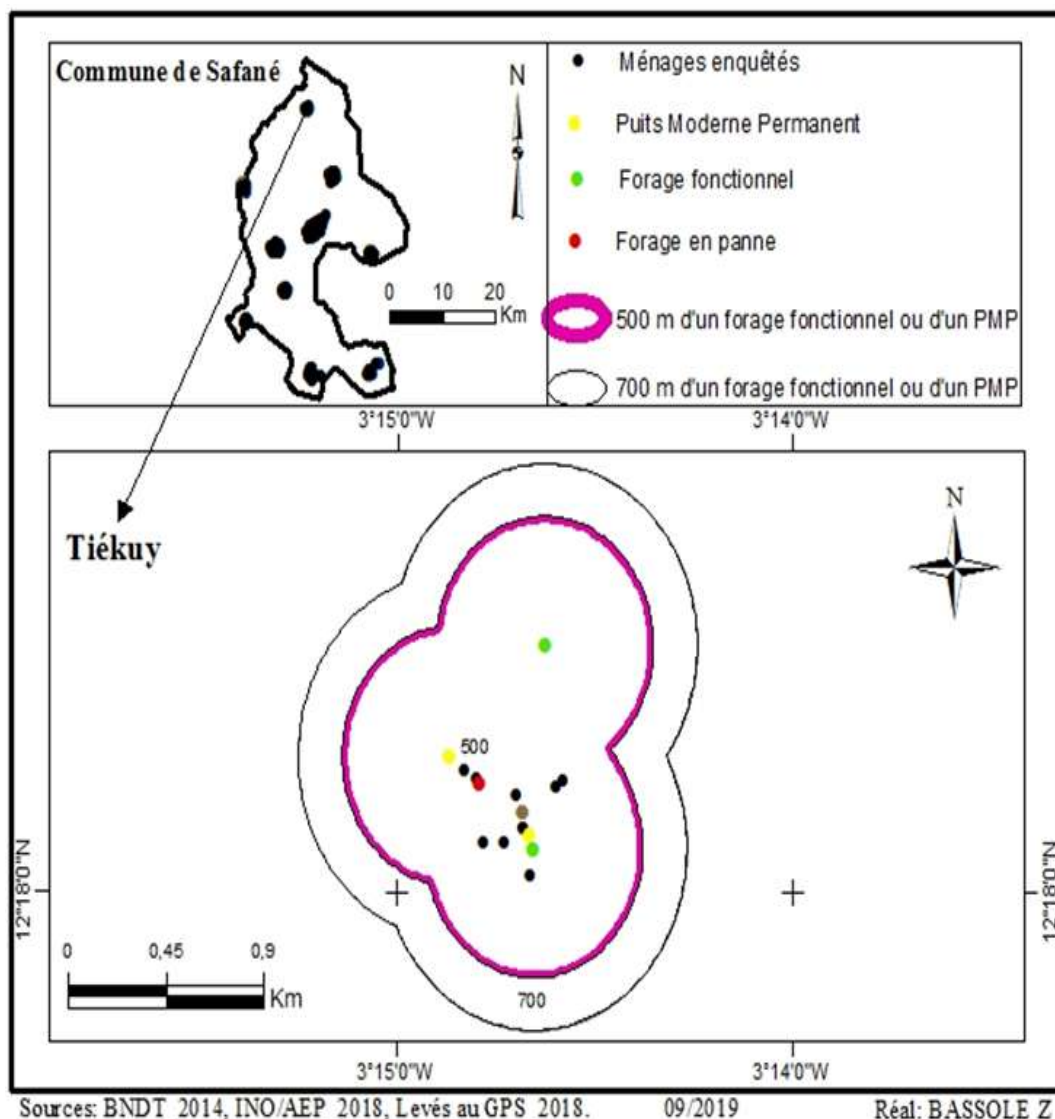 Commune de Safané
N
0 10 20
Km
Ménages enquêtés
Puits Moderne Permanent
Forage fonctionnel
Forage en panne
500 m d'un forage fonctionnel ou d'un PMP
700 m d'un forage fonctionnel ou d'un PMP
3°15'0"W 3°14'0"W
Tiékuy
N
500
12°18'0"N 12°18'0"N
0 0,45 0,9
Km
700
3°15'0"W 3°14'0"W
Sources: BNDT 2014, INO/AEP 2018, Levés au GPS 2018. 09/2019 Réal: BASSOLE Z